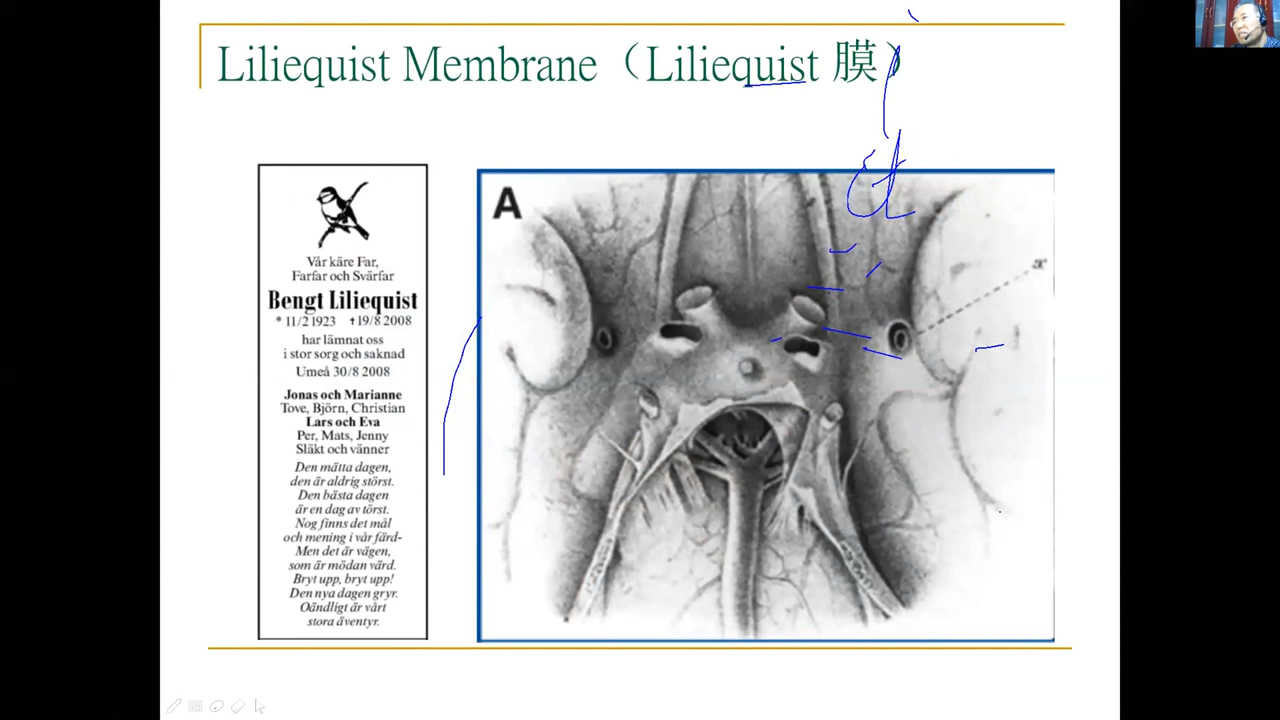 Liliequist Membrane（Liliequist 膜）
Vår käre Far,
Farfar och Svärfar
Bengt Liliequist
* 11/2 1923 ✝19/8 2008
har lämnat oss
i stor sorg och saknad
Umeå 30/8 2008
Jonas och Marianne
Tove, Björn, Christian
Lars och Eva
Per, Mats, Jenny
Släkt och vänner
Den mätta dagen,
den är aldrig störst.
Den bästa dagen
är en dag av törst.
Nog finns det mål
och mening i vår färd-
Men det är vägen,
som är mödan värd.
Bryt upp, bryt upp!
Den nya dagen gryr.
Oändligt är vårt
stora äventyr.
A